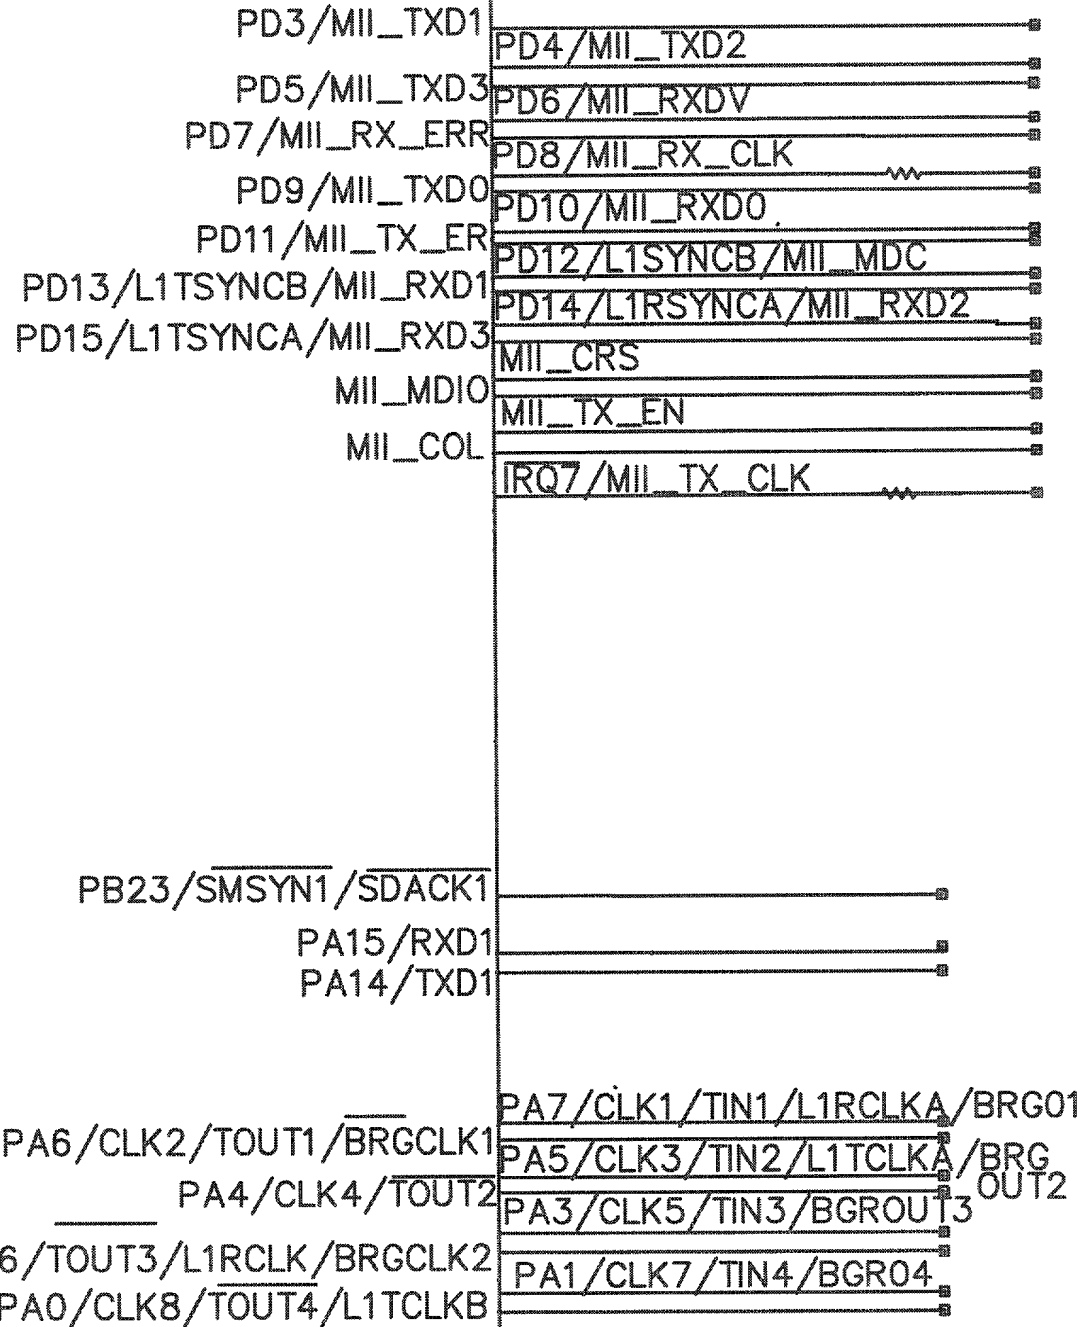 PD3/MII_TXD1
PD4/MII_TXD2
PD5/MII_TXD3
PD6/MII_RXDV
PD7/MII_RX_ERR
PD8/MII_RX_CLK
PD9/MII_TXD0
PD10/MII_RXD0
PD11/MII_TX_ER
PD12/L1SYNCB/MII_MDC
PD13/L1TSYNCB/MII_RXD1
PD14/L1RSYNCA/MII_RXD2
PD15/L1TSYNCA/MII_RXD3
MII_CRS
MII_MDIO
MII_TX_EN
MII_COL
IRQ7/MII_TX_CLK
PB23/SMSYN1/SDACK1
PA15/RXD1
PA14/TXD1
PA7/CLK1/TIN1/L1RCLKA/BRGO1
PA6/CLK2/TOUT1/BRGCLK1
PA5/CLK3/TIN2/L1TCLKA/BRG
OUT2
PA4/CLK4/TOUT2
PA3/CLK5/TIN3/BGROUT3
6/TOUT3/L1RCLK/BRGCLK2
PA1/CLK7/TIN4/BGRO4
PA0/CLK8/TOUT4/L1TCLKB